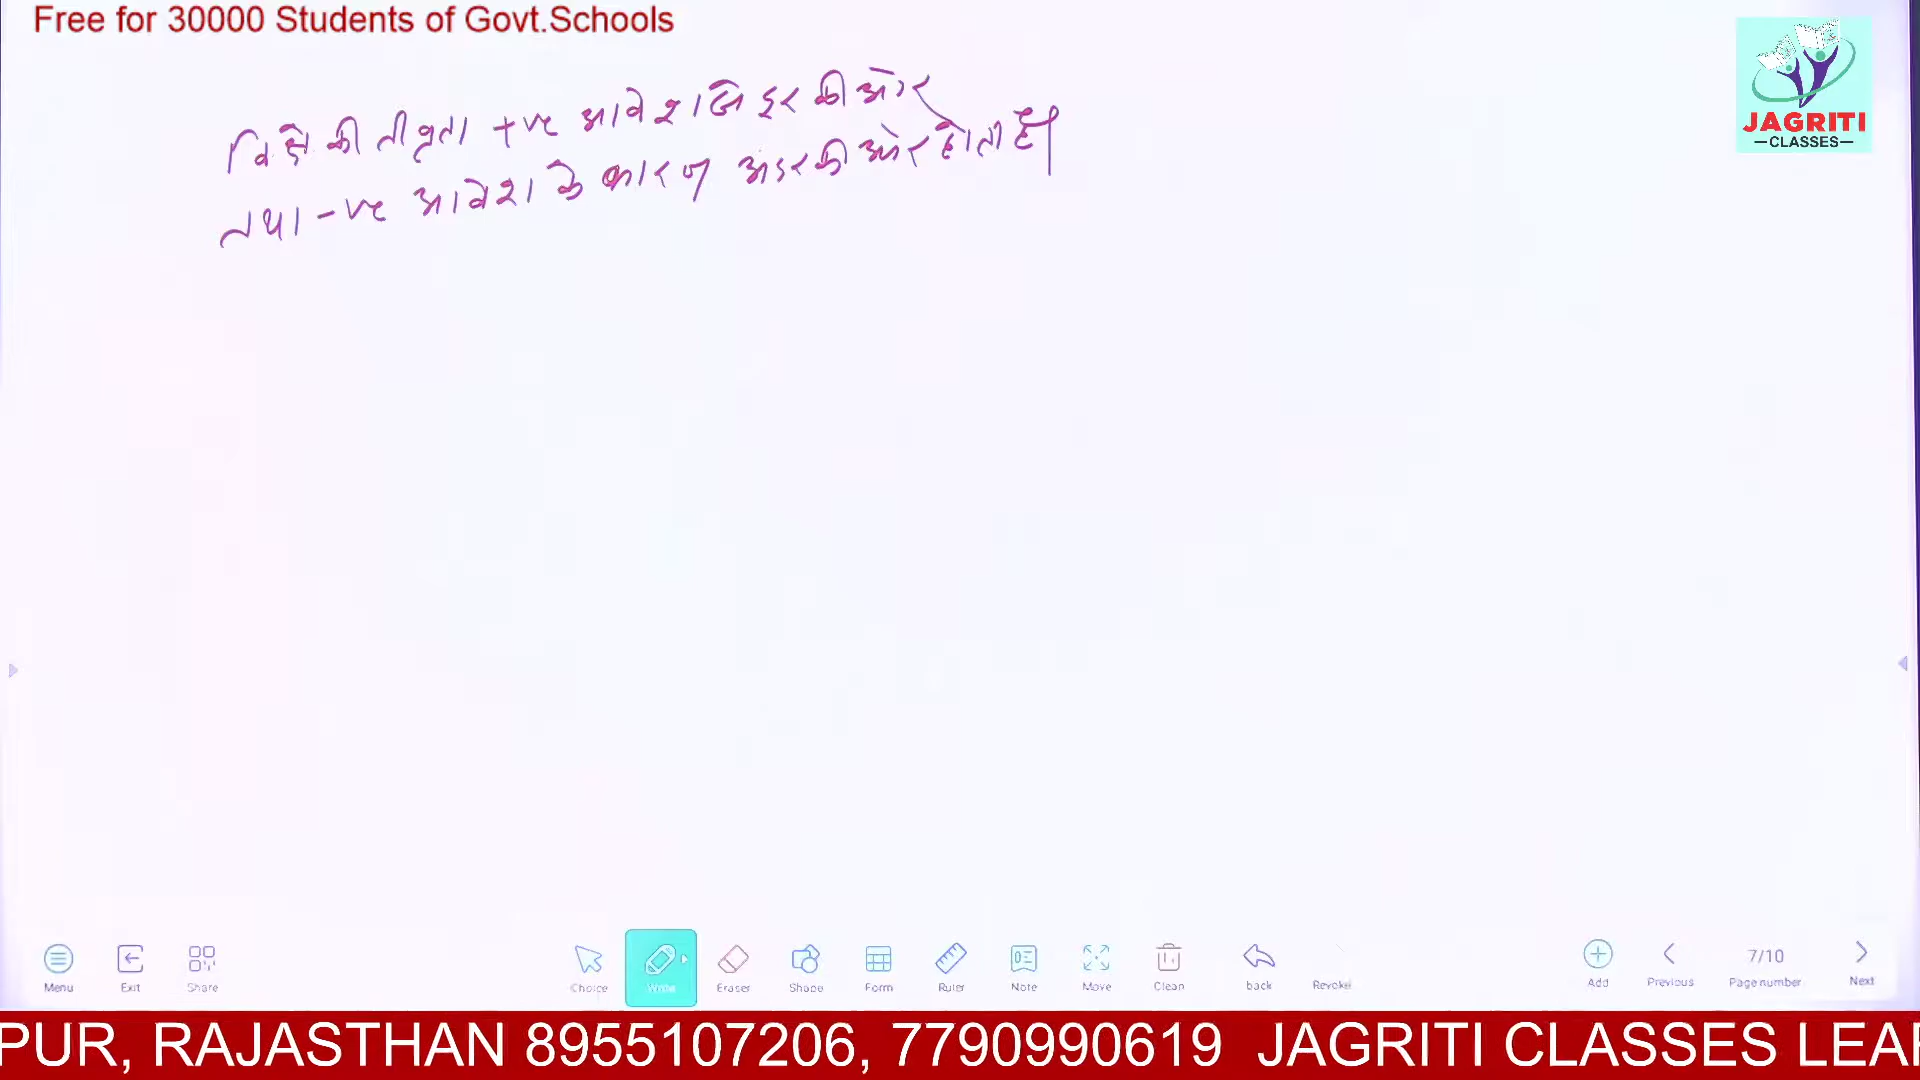 Free for 30000 Students of Govt.Schools
वि.क्षे. की तीव्रता +ve आवेश से दूर की ओर
तथा -ve आवेश के कारण अंदर की ओर होती है।
JAGRITI
CLASSES
Menu Exit Share Choice Write Eraser Shape Form Ruler Note Move Clean back Revoke Add Previous 7/10 Page number Next
PUR, RAJASTHAN 8955107206, 7790990619 JAGRITI CLASSES LEAR